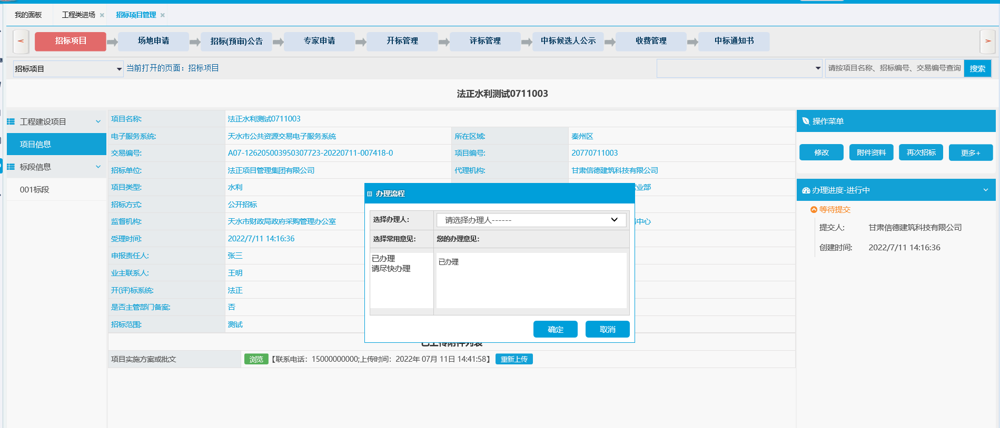 我的面板 工程类进场 × 招标项目管理 ×
< 招标项目 场地申请 招标(预审)公告 专家申请 开标管理 评标管理 中标候选人公示 收费管理 中标通知书 >
招标项目 当前打开的页面：招标项目 请按项目名称、招标编号、交易编号查询 搜索
法正水利测试0711003
工程建设项目
项目信息
标段信息
001标段
项目名称: 法正水利测试0711003
电子服务系统: 天水市公共资源交易电子服务系统 所在区域: 秦州区
交易编号: A07-126205003950307723-20220711-007418-0 项目编号: 20770711003
招标单位: 法正项目管理集团有限公司 代理机构: 甘肃信德建筑科技有限公司
项目类型: 水利 业部
招标方式: 公开招标
监督机构: 天水市财政局政府采购管理办公室 中心
受理时间: 2022/7/11 14:16:36
申报责任人: 张三
业主联系人: 王明
开(评)标系统: 法正
是否主管部门备案: 否
招标范围: 测试
已上传附件列表
项目实施方案或批文 浏览 【联系电话：15000000000;上传时间：2022年 07月 11日 14:41:58】 重新上传
办理流程
选择办理人: 请选择办理人------
选择常用意见: 您的办理意见:
已办理
请尽快办理
已办理
确定 取消
操作菜单
修改 附件资料 再次招标 更多+
办理进度-进行中
等待提交
提交人: 甘肃信德建筑科技有限公司
创建时间: 2022/7/11 14:16:36